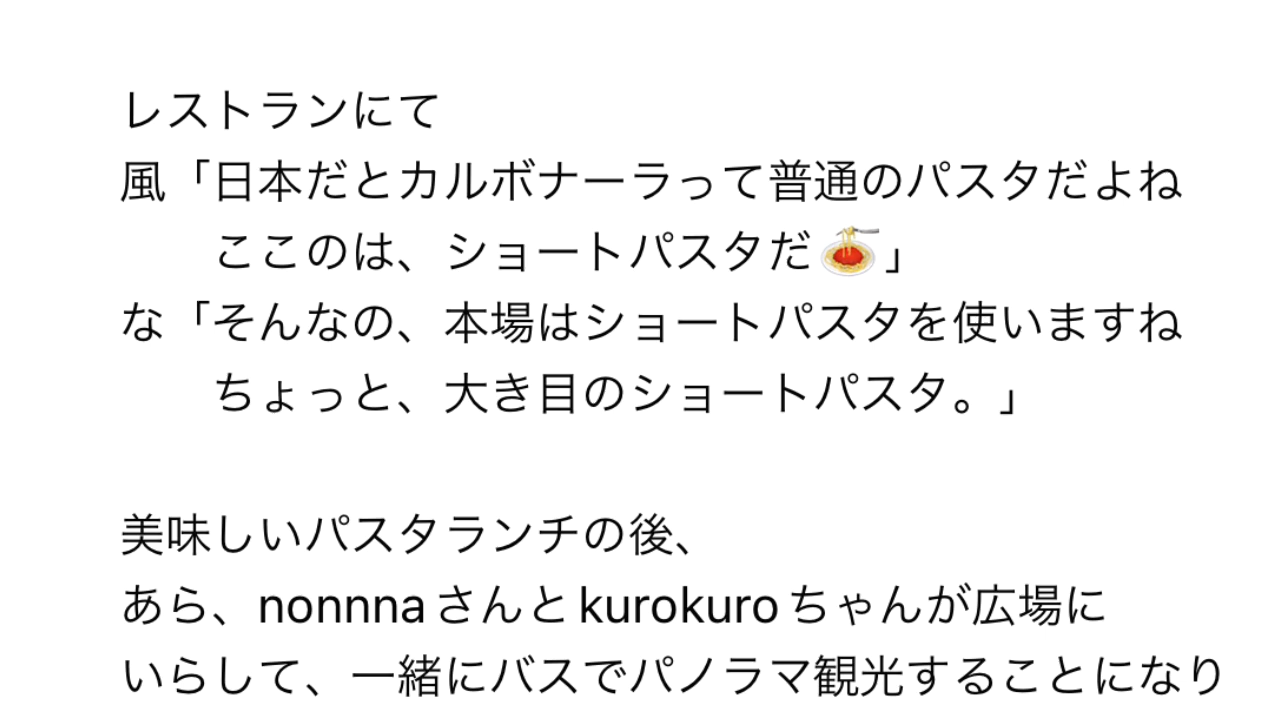 レストランにて
風「日本だとカルボナーラって普通のパスタだよね
ここのは、ショートパスタだ🍝」
な「そんなの、本場はショートパスタを使いますね
ちょっと、大き目のショートパスタ。」
美味しいパスタランチの後、
あら、nonnnaさんとkurokuroちゃんが広場に
いらして、一緒にバスでパノラマ観光することになり